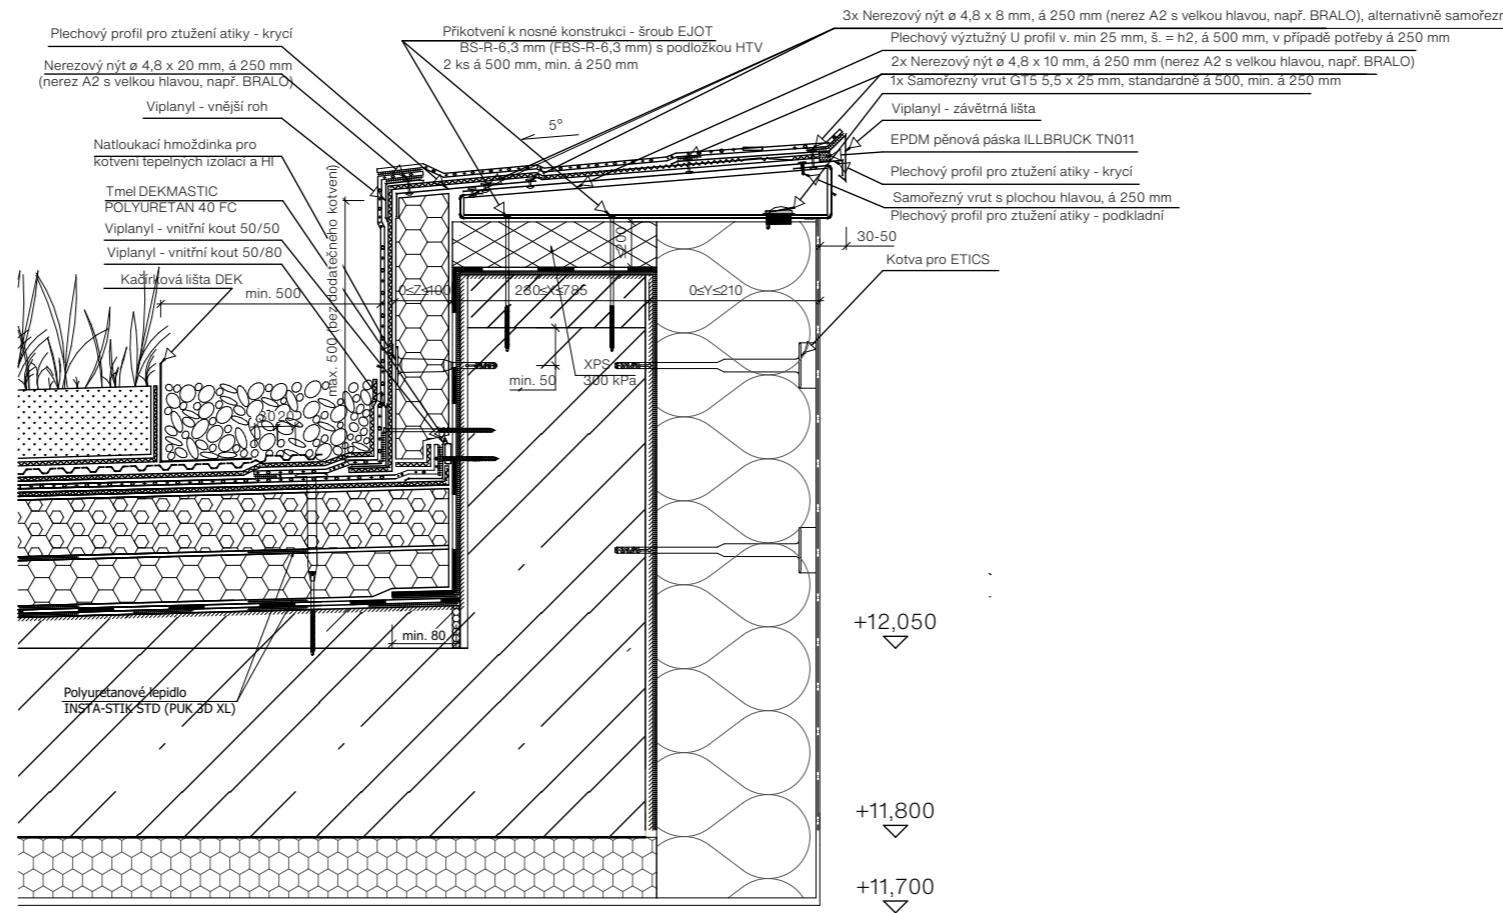 3x Nerezový nýt ø 4,8 x 8 mm, á 250 mm (nerez A2 s velkou hlavou, např. BRALO), alternativně samořezn
Plechový profil pro ztužení atiky - krycí
Přikotvení k nosné konstrukci - šroub EJOT
BS-R-6,3 mm (FBS-R-6,3 mm) s podložkou HTV
2 ks á 500 mm, min. á 250 mm
Plechový výztužný U profil v. min 25 mm, š. = h2, á 500 mm, v případě potřeby á 250 mm
Nerezový nýt ø 4,8 x 20 mm, á 250 mm
(nerez A2 s velkou hlavou, např. BRALO)
2x Nerezový nýt ø 4,8 x 10 mm, á 250 mm (nerez A2 s velkou hlavou, např. BRALO)
1x Samořezný vrut GT5 5,5 x 25 mm, standardně á 500, min. á 250 mm
Viplanyl - vnější roh
Viplanyl - závětrná lišta
5°
Natloukací hmoždinka pro
kotvení tepelných izolací a HI
EPDM pěnová páska ILLBRUCK TN011
Plechový profil pro ztužení atiky - krycí
Tmel DEKMASTIC
POLYURETAN 40 FC
Samořezný vrut s plochou hlavou, á 250 mm
Plechový profil pro ztužení atiky - podkladní
Viplanyl - vnitřní kout 50/50
Viplanyl - vnitřní kout 50/80
Kačírková lišta DEK
max. 500 (bez dodatečného kotvení)
≤200
30-50
Kotva pro ETICS
min. 500
0≤Z≤100
280≤X≤785
0≤Y≤210
XPS
300 kPa
min. 50
min. 80
+12,050
Polyuretanové lepidlo
INSTA-STIK STD (PUK 3D XL)
+11,800
+11,700